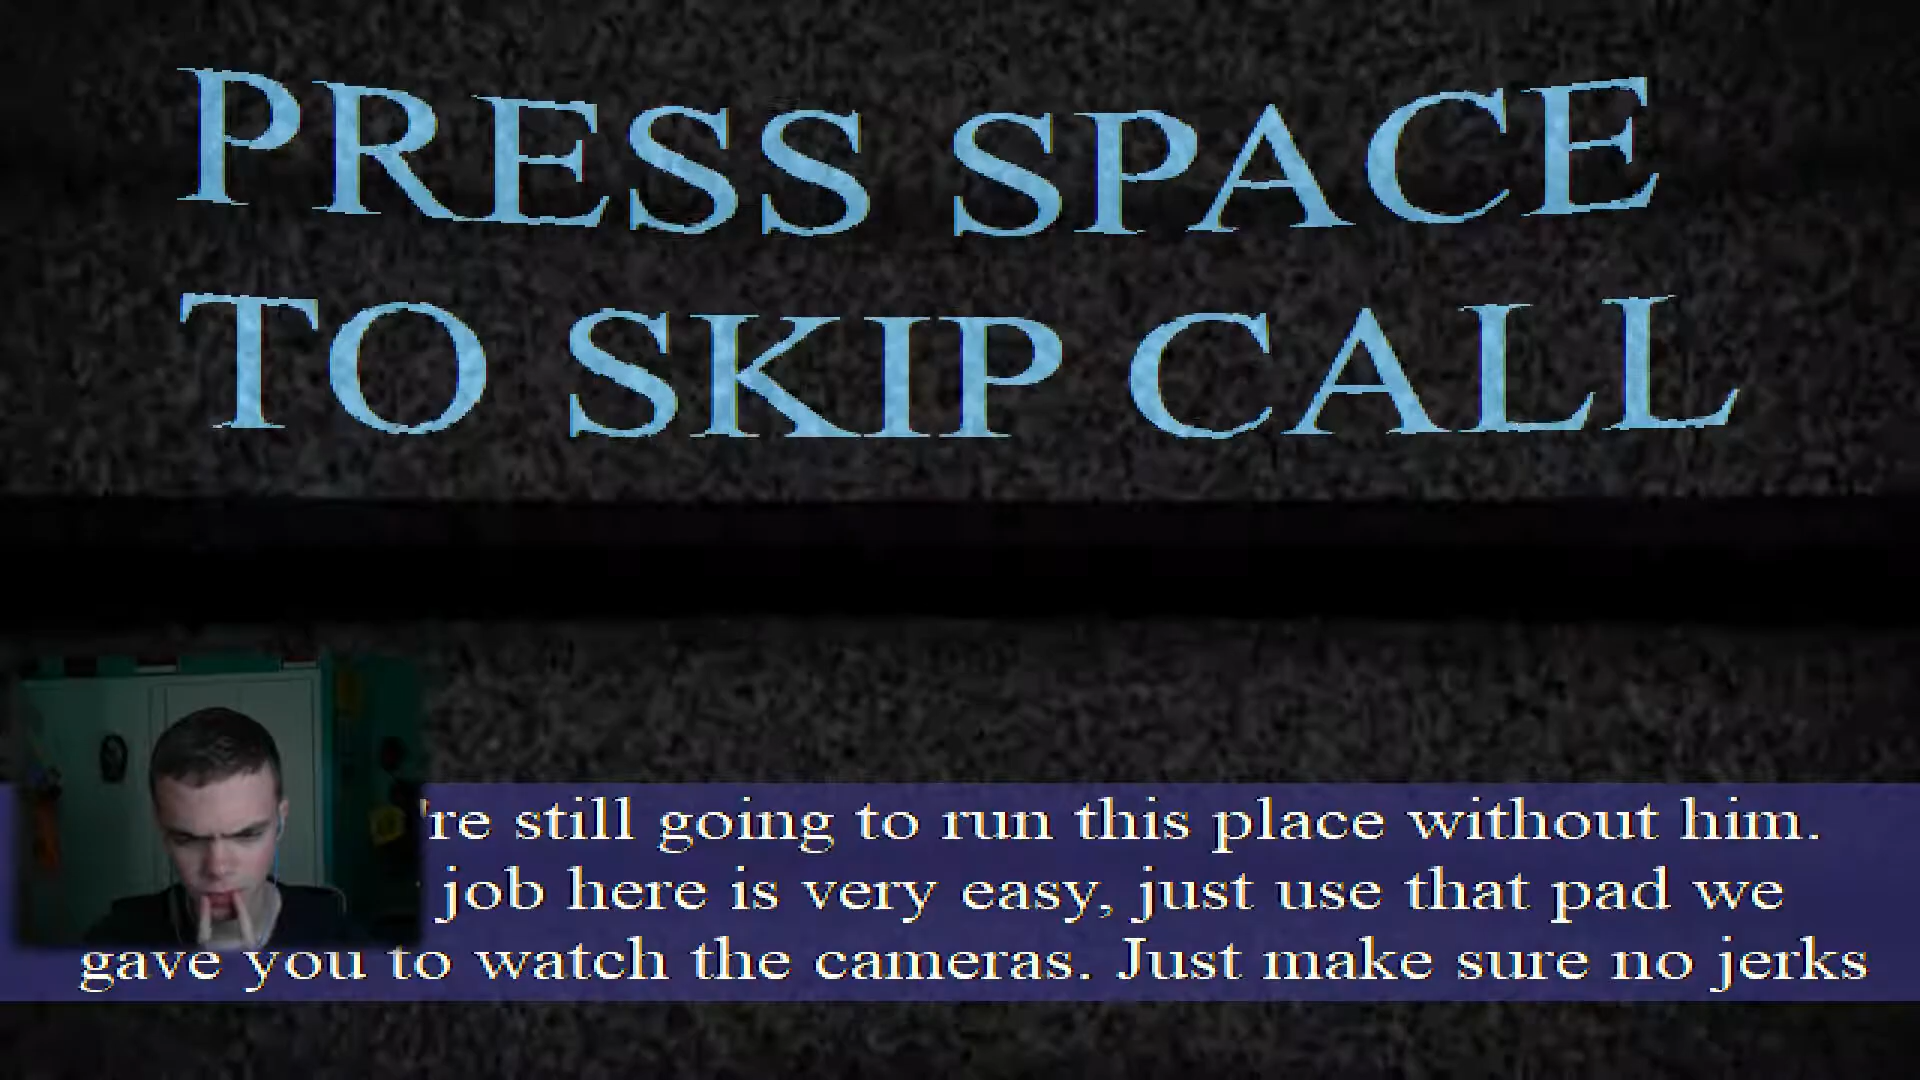 PRESS SPACE
TO SKIP CALL
're still going to run this place without him.
job here is very easy, just use that pad we
gave you to watch the cameras. Just make sure no jerks